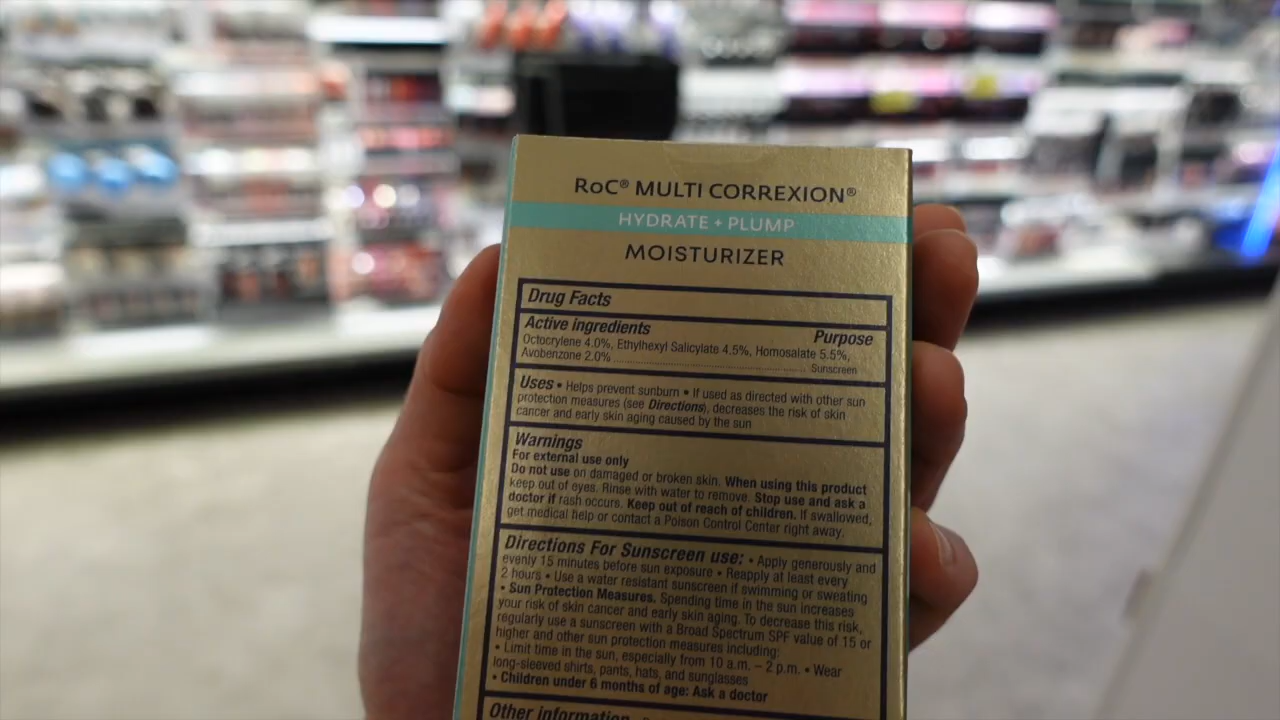 RoC® MULTI CORREXION®
HYDRATE + PLUMP
MOISTURIZER
Drug Facts
Active ingredients Purpose
Octocrylene 4.0%, Ethylhexyl Salicylate 4.5%, Homosalate 5.5%,
Avobenzone 2.0% ........................................................ Sunscreen
Uses • Helps prevent sunburn • If used as directed with other sun
protection measures (see Directions), decreases the risk of skin
cancer and early skin aging caused by the sun
Warnings
For external use only
Do not use on damaged or broken skin. When using this product
keep out of eyes. Rinse with water to remove. Stop use and ask a
doctor if rash occurs. Keep out of reach of children. If swallowed,
get medical help or contact a Poison Control Center right away.
Directions For Sunscreen use: • Apply generously and
evenly 15 minutes before sun exposure • Reapply at least every
2 hours • Use a water resistant sunscreen if swimming or sweating
• Sun Protection Measures. Spending time in the sun increases
your risk of skin cancer and early skin aging. To decrease this risk,
regularly use a sunscreen with a Broad Spectrum SPF value of 15 or
higher and other sun protection measures including:
• Limit time in the sun, especially from 10 a.m. – 2 p.m. • Wear
long-sleeved shirts, pants, hats, and sunglasses
• Children under 6 months of age: Ask a doctor
Other information